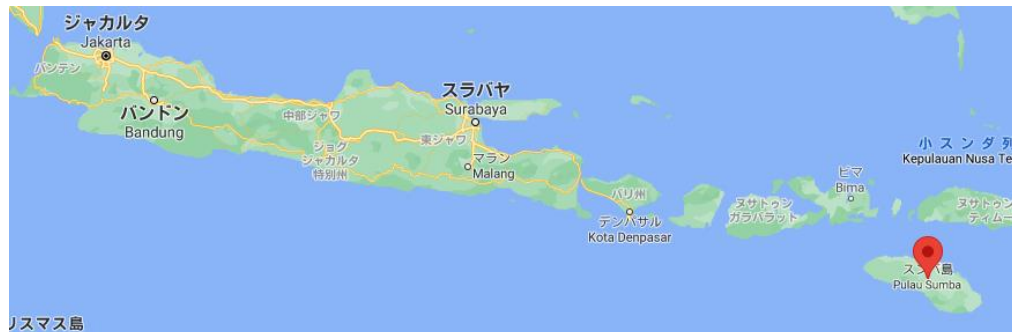 ジャカルタ
Jakarta
バンテン
バンドン
Bandung
中部ジャワ
ジョグ
ジャカルタ
特別州
スラバヤ
Surabaya
東ジャワ
マラン
Malang
バリ州
デンパサル
Kota Denpasar
ヌサトゥン
ガラバラット
ビマ
Bima
小スンダ列
Kepulauan Nusa Te
ヌサトゥン
ティムー
スンバ島
Pulau Sumba
リスマス島